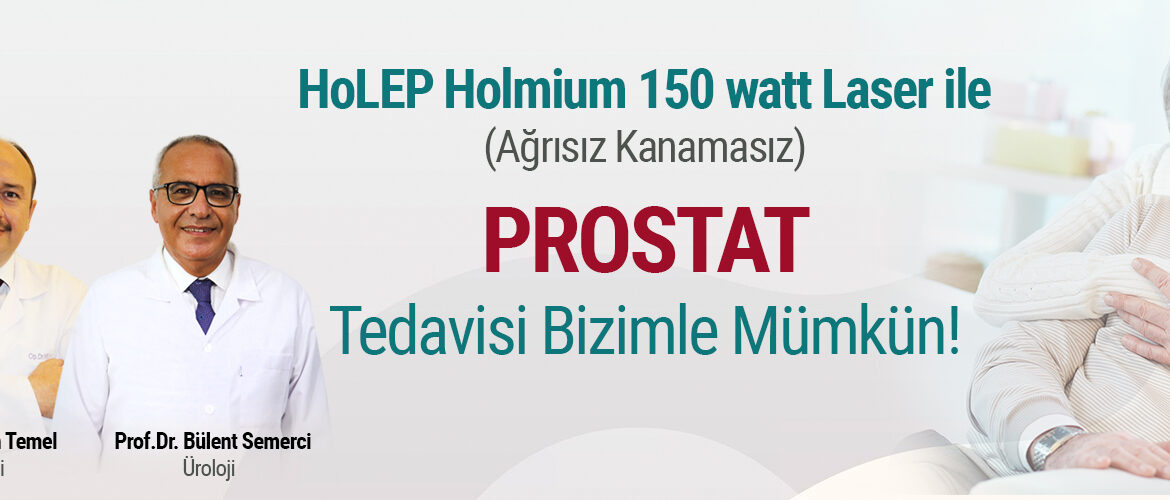 HoLEP Holmium 150 watt Laser ile
(Ağrısız Kanamasız)
PROSTAT
Tedavisi Bizimle Mümkün!
Temel
Prof.Dr. Bülent Semerci
Üroloji